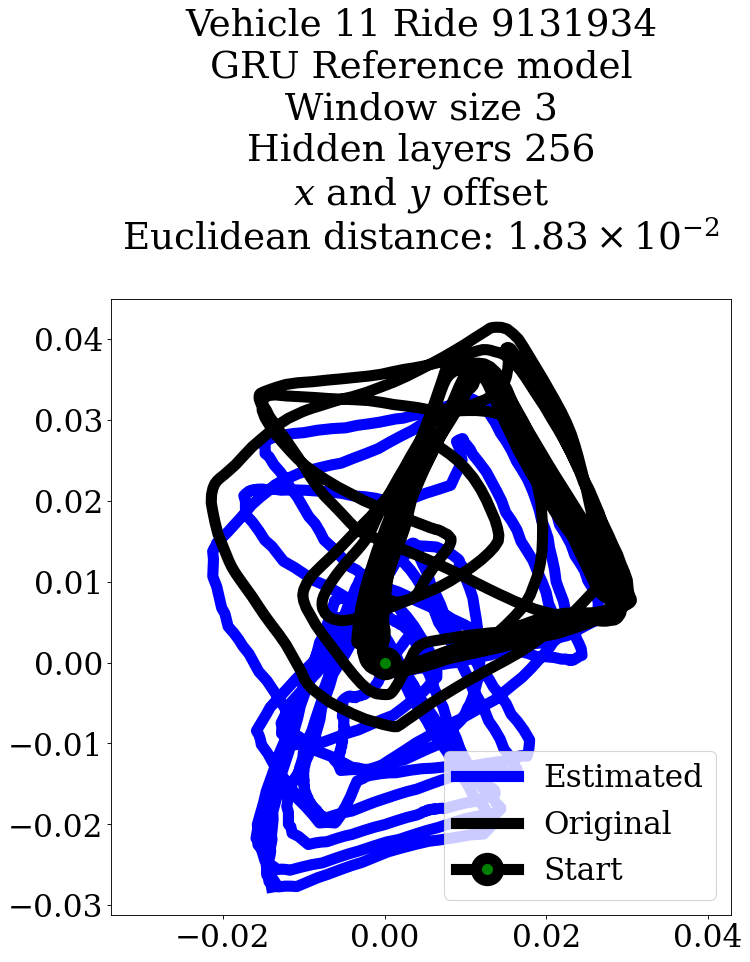 Vehicle 11 Ride 9131934
GRU Reference model
Window size 3
Hidden layers 256
x and y offset
Euclidean distance: 1.83 × 10⁻²
0.04
0.03
0.02
0.01
0.00
−0.01
−0.02
−0.03
Estimated
Original
Start
−0.02 0.00 0.02 0.04